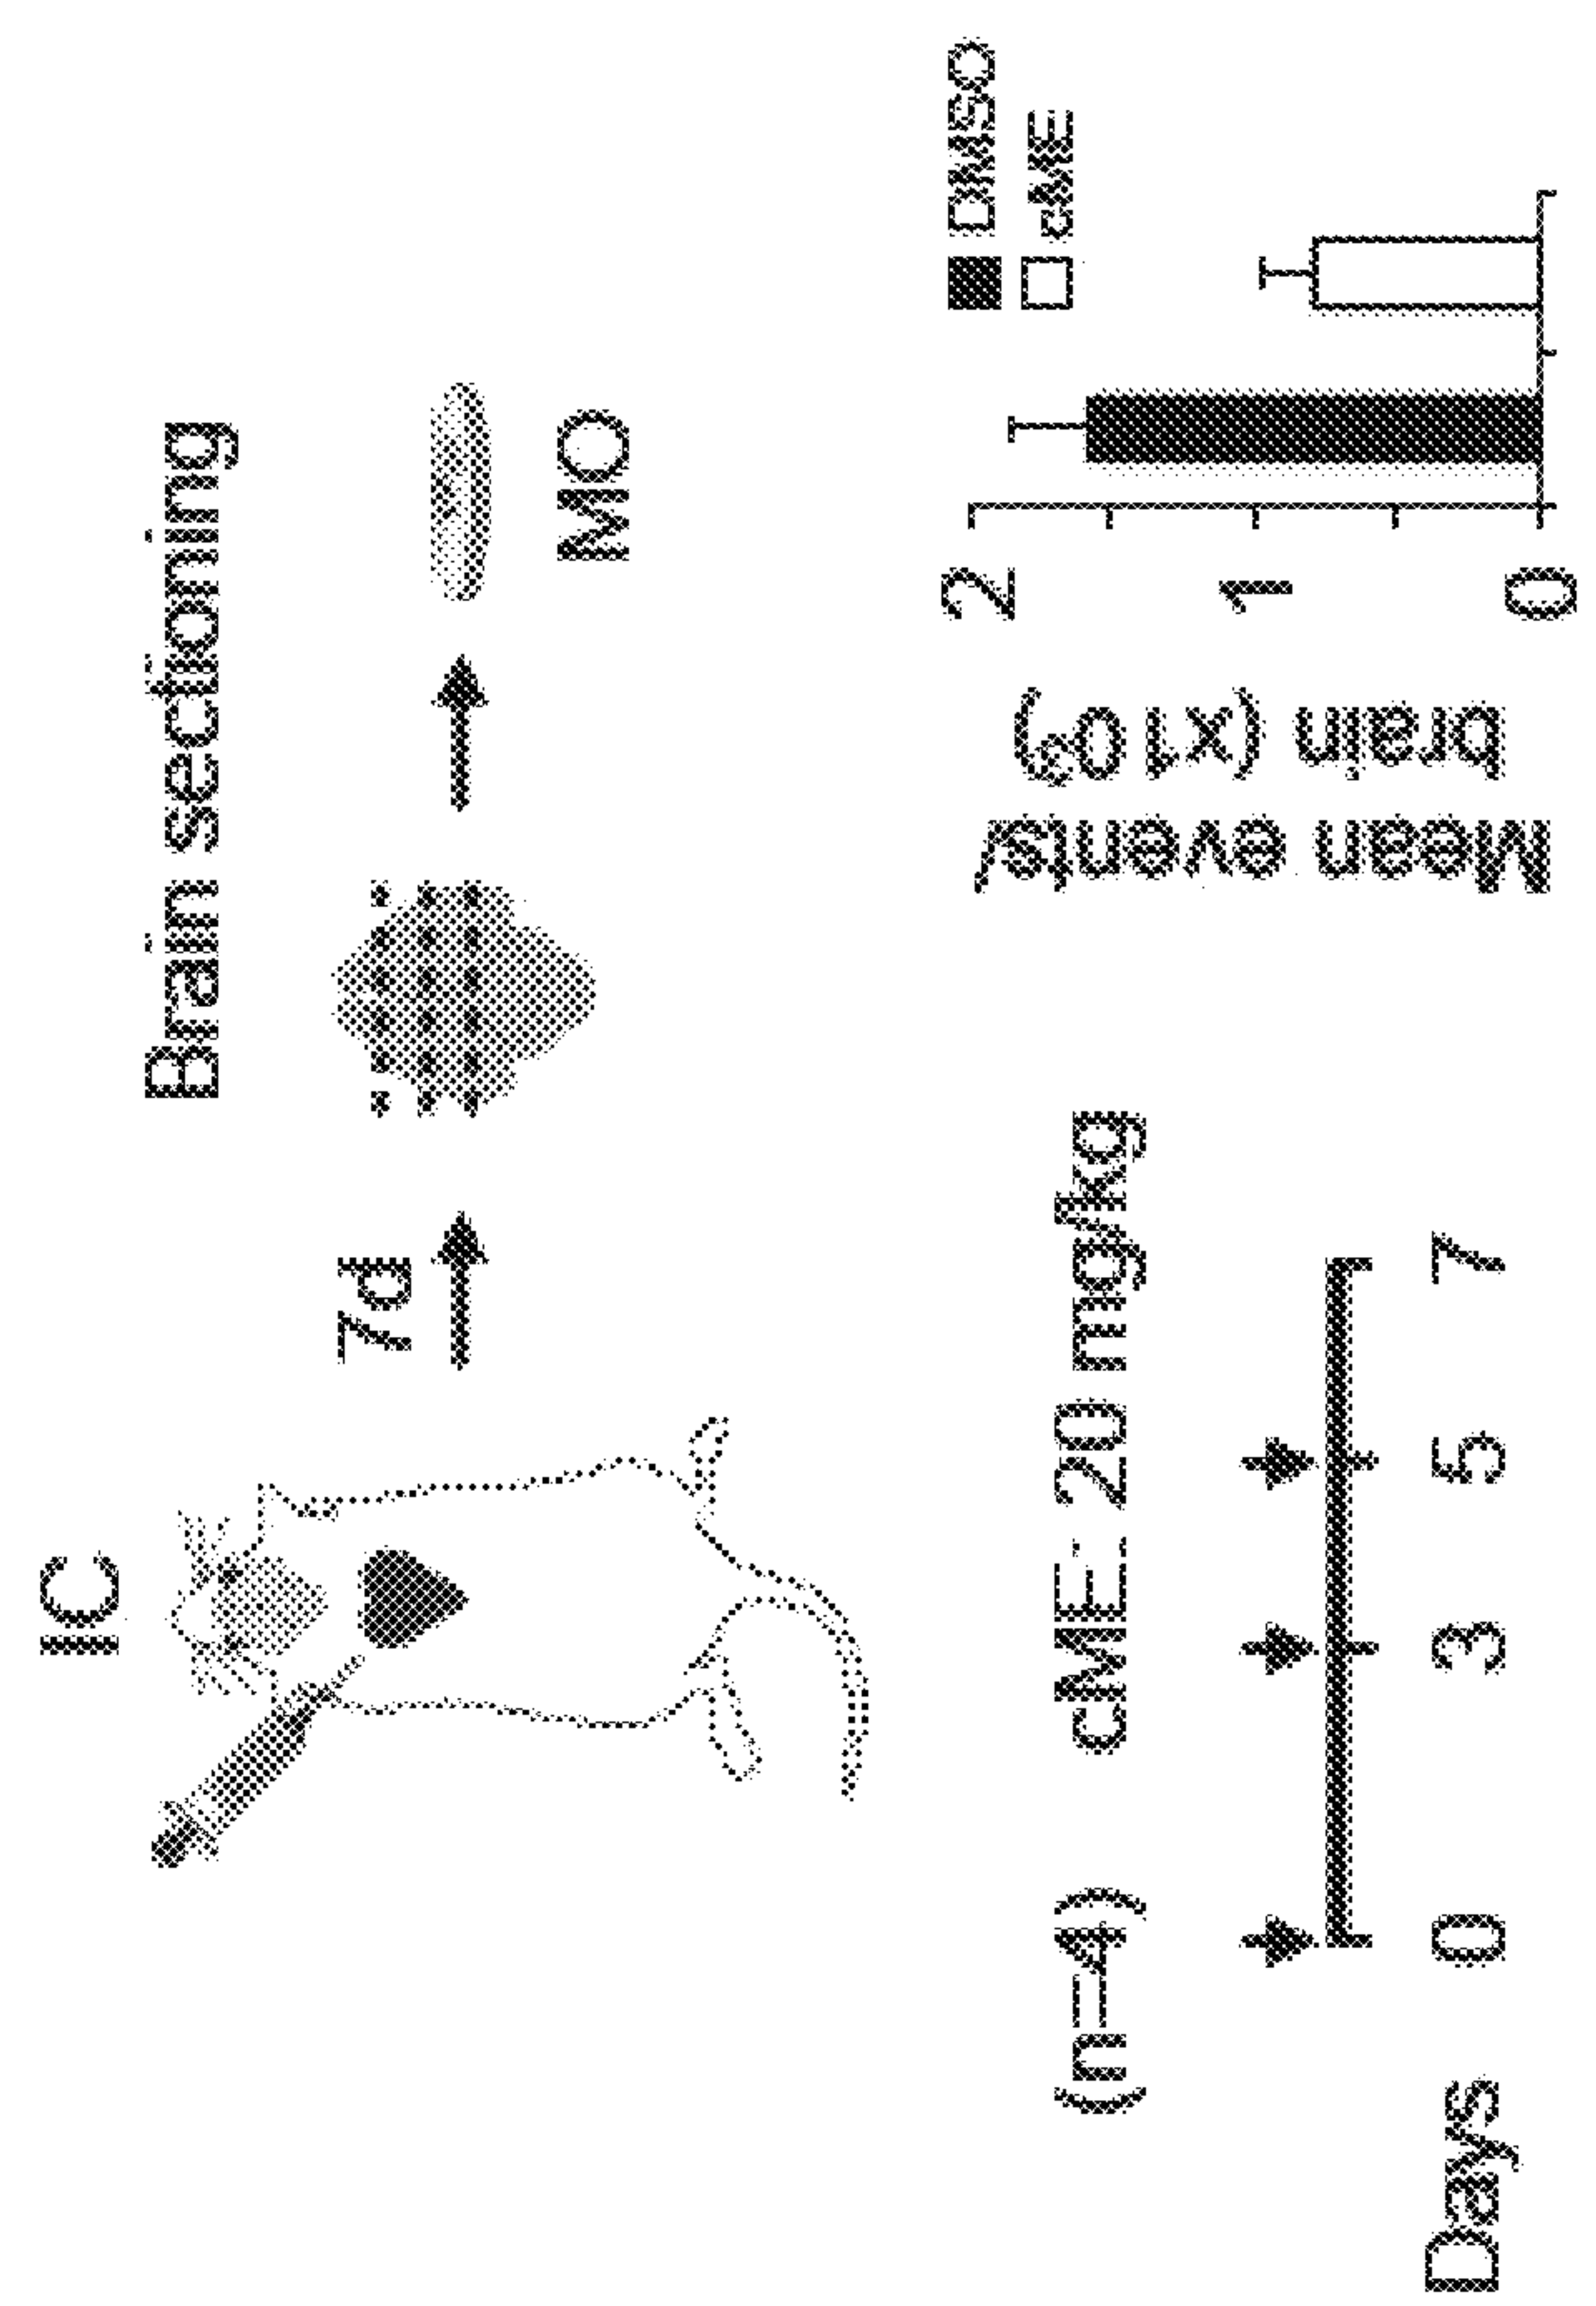 IC
7d
Brain sectioning
MO
(n=4)
cME: 20 mg/kg
Days
0
3
5
7
Mean events/
brain (x10³)
2
1
0
DMSO
cME